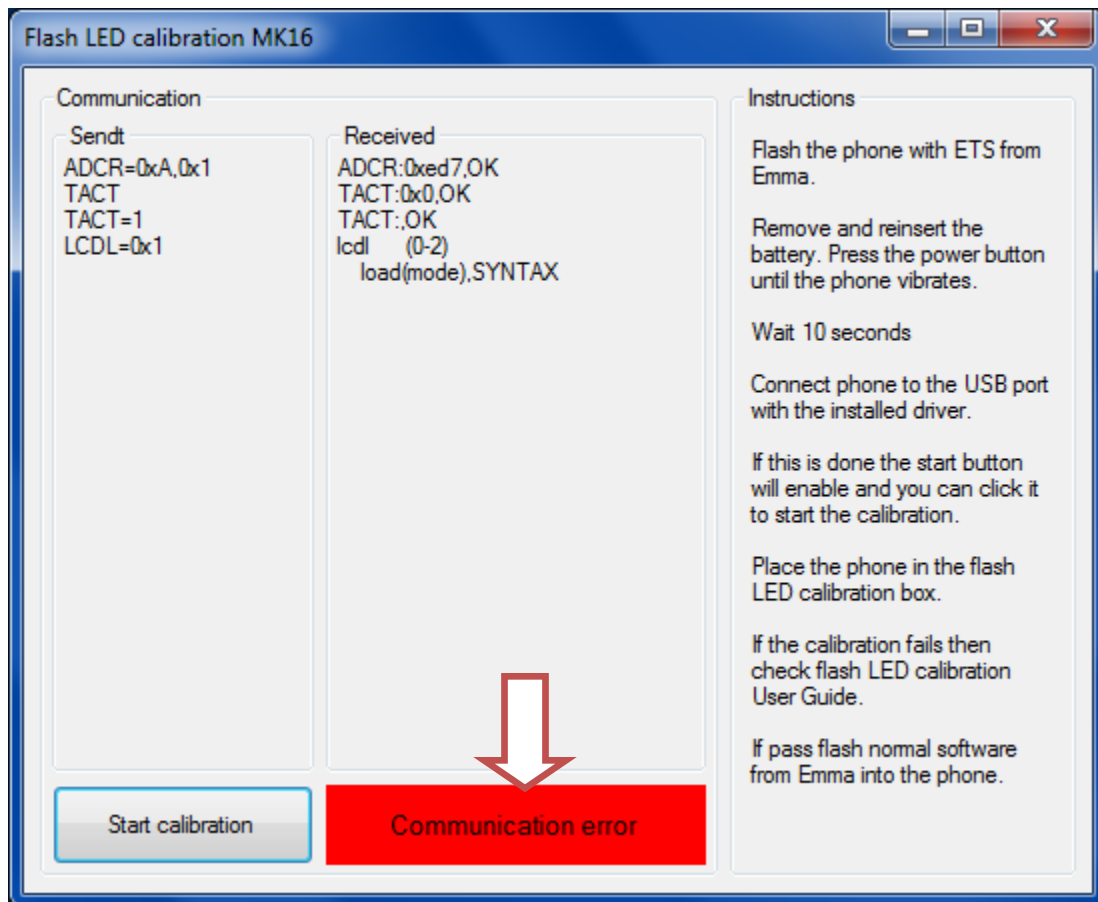 Flash LED calibration MK16
Communication
Sendt
ADCR=0xA,0x1
TACT
TACT=1
LCDL=0x1
Received
ADCR:0xed7,OK
TACT:0x0,OK
TACT:,OK
lcdl (0-2)
load(mode),SYNTAX
Start calibration
Communication error
Instructions
Flash the phone with ETS from
Emma.
Remove and reinsert the
battery. Press the power button
until the phone vibrates.
Wait 10 seconds
Connect phone to the USB port
with the installed driver.
If this is done the start button
will enable and you can click it
to start the calibration.
Place the phone in the flash
LED calibration box.
If the calibration fails then
check flash LED calibration
User Guide.
If pass flash normal software
from Emma into the phone.